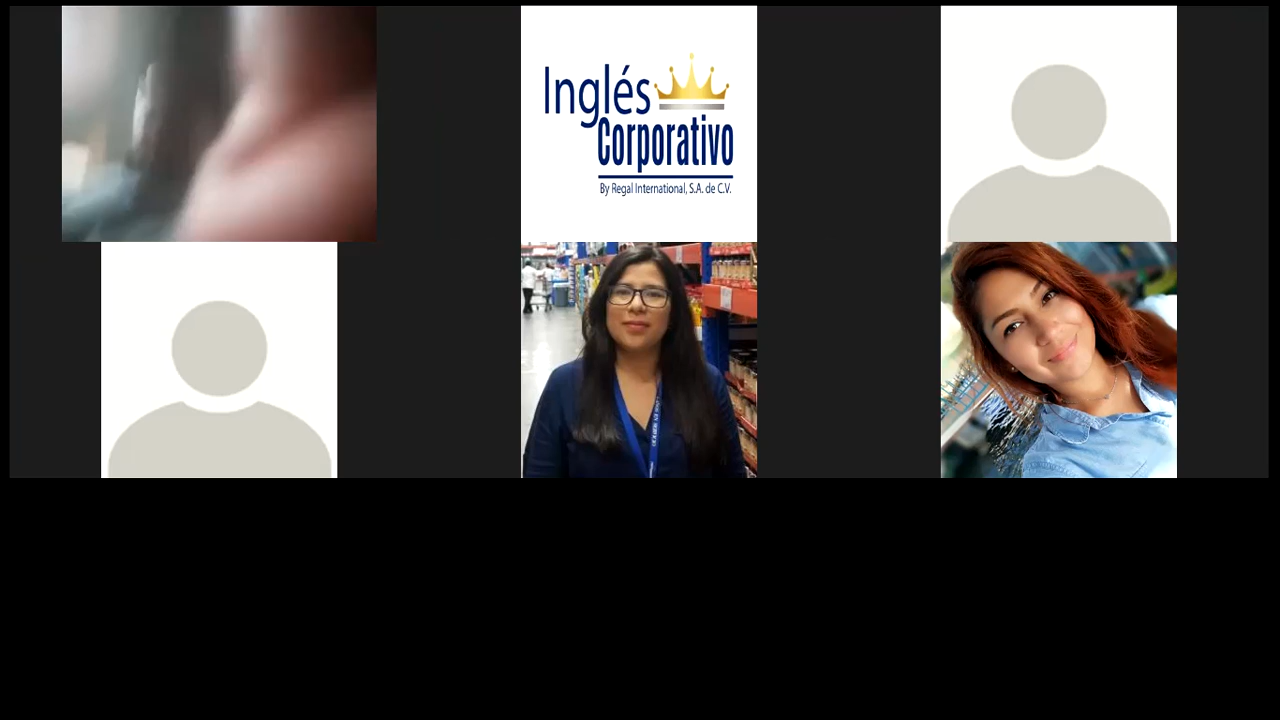 Inglés
Corporativo
By Regal International, S.A. de C.V.